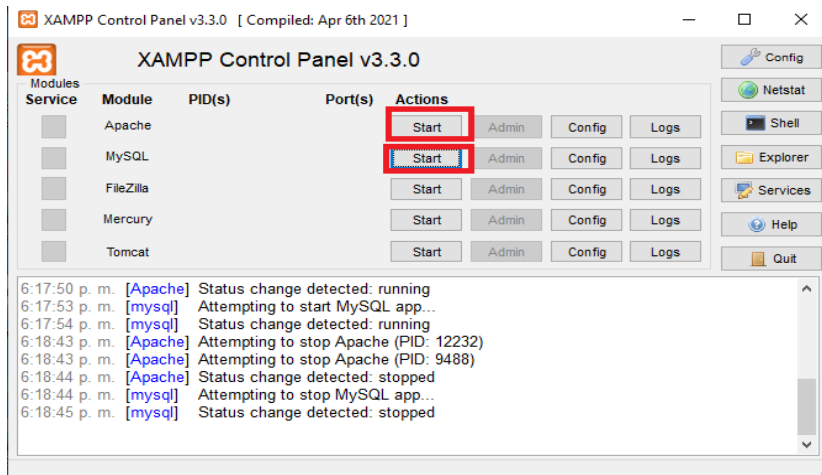 XAMPP Control Panel v3.3.0 [ Compiled: Apr 6th 2021 ]
XAMPP Control Panel v3.3.0
Config
Modules
Service Module PID(s) Port(s) Actions
Netstat
Apache Start Admin Config Logs
Shell
MySQL Start Admin Config Logs
Explorer
FileZilla Start Admin Config Logs
Services
Mercury Start Admin Config Logs
Help
Tomcat Start Admin Config Logs
Quit
6:17:50 p. m. [Apache] Status change detected: running
6:17:53 p. m. [mysql] Attempting to start MySQL app...
6:17:54 p. m. [mysql] Status change detected: running
6:18:43 p. m. [Apache] Attempting to stop Apache (PID: 12232)
6:18:43 p. m. [Apache] Attempting to stop Apache (PID: 9488)
6:18:44 p. m. [Apache] Status change detected: stopped
6:18:44 p. m. [mysql] Attempting to stop MySQL app...
6:18:45 p. m. [mysql] Status change detected: stopped